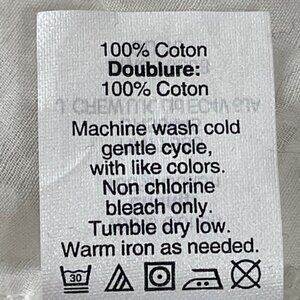 100% Coton
Doublure:
100% Coton
Machine wash cold
gentle cycle,
with like colors.
Non chlorine
bleach only.
Tumble dry low.
Warm iron as needed.
30